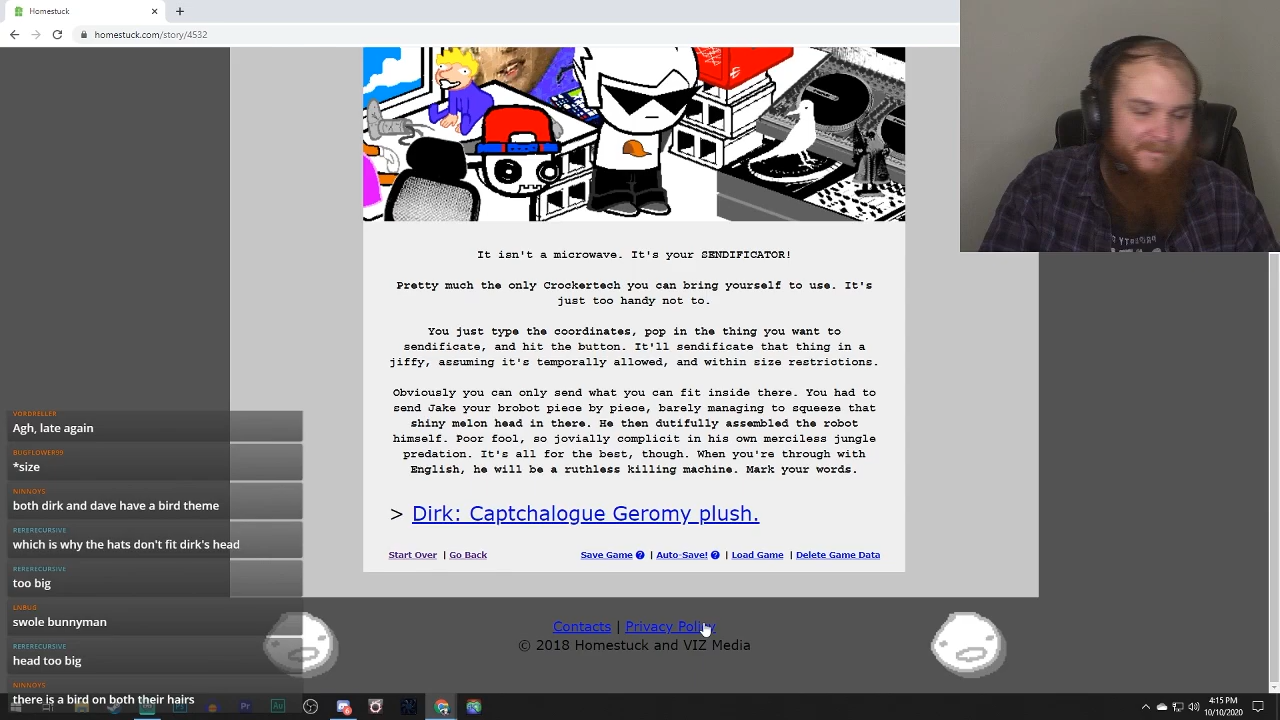 Homestuck
homestuck.com/story/4532
It isn't a microwave. It's your SENDIFICATOR!
Pretty much the only Crockertech you can bring yourself to use. It's
just too handy not to.
You just type the coordinates, pop in the thing you want to
sendificate, and hit the button. It'll sendificate that thing in a
jiffy, assuming it's temporally allowed, and within size restrictions.
Obviously you can only send what you can fit inside there. You had to
send Jake your brobot piece by piece, barely managing to squeeze that
shiny melon head in there. He then dutifully assembled the robot
himself. Poor fool, so jovially complicit in his own merciless jungle
predation. It's all for the best, though. When you're through with
English, he will be a ruthless killing machine. Mark your words.
> Dirk: Captchalogue Geromy plush.
Start Over | Go Back Save Game ? | Auto-Save! ? | Load Game | Delete Game Data
Contacts | Privacy Policy
© 2018 Homestuck and VIZ Media
VORDRELLER
Agh, late again
BUGFLOWER99
*size
NINNOYS
both dirk and dave have a bird theme
RERERECURSIVE
which is why the hats don't fit dirk's head
RERERECURSIVE
too big
LNBUG
swole bunnyman
RERERECURSIVE
head too big
NINNOYS
there is a bird on both their hairs
4:15 PM
10/10/2020